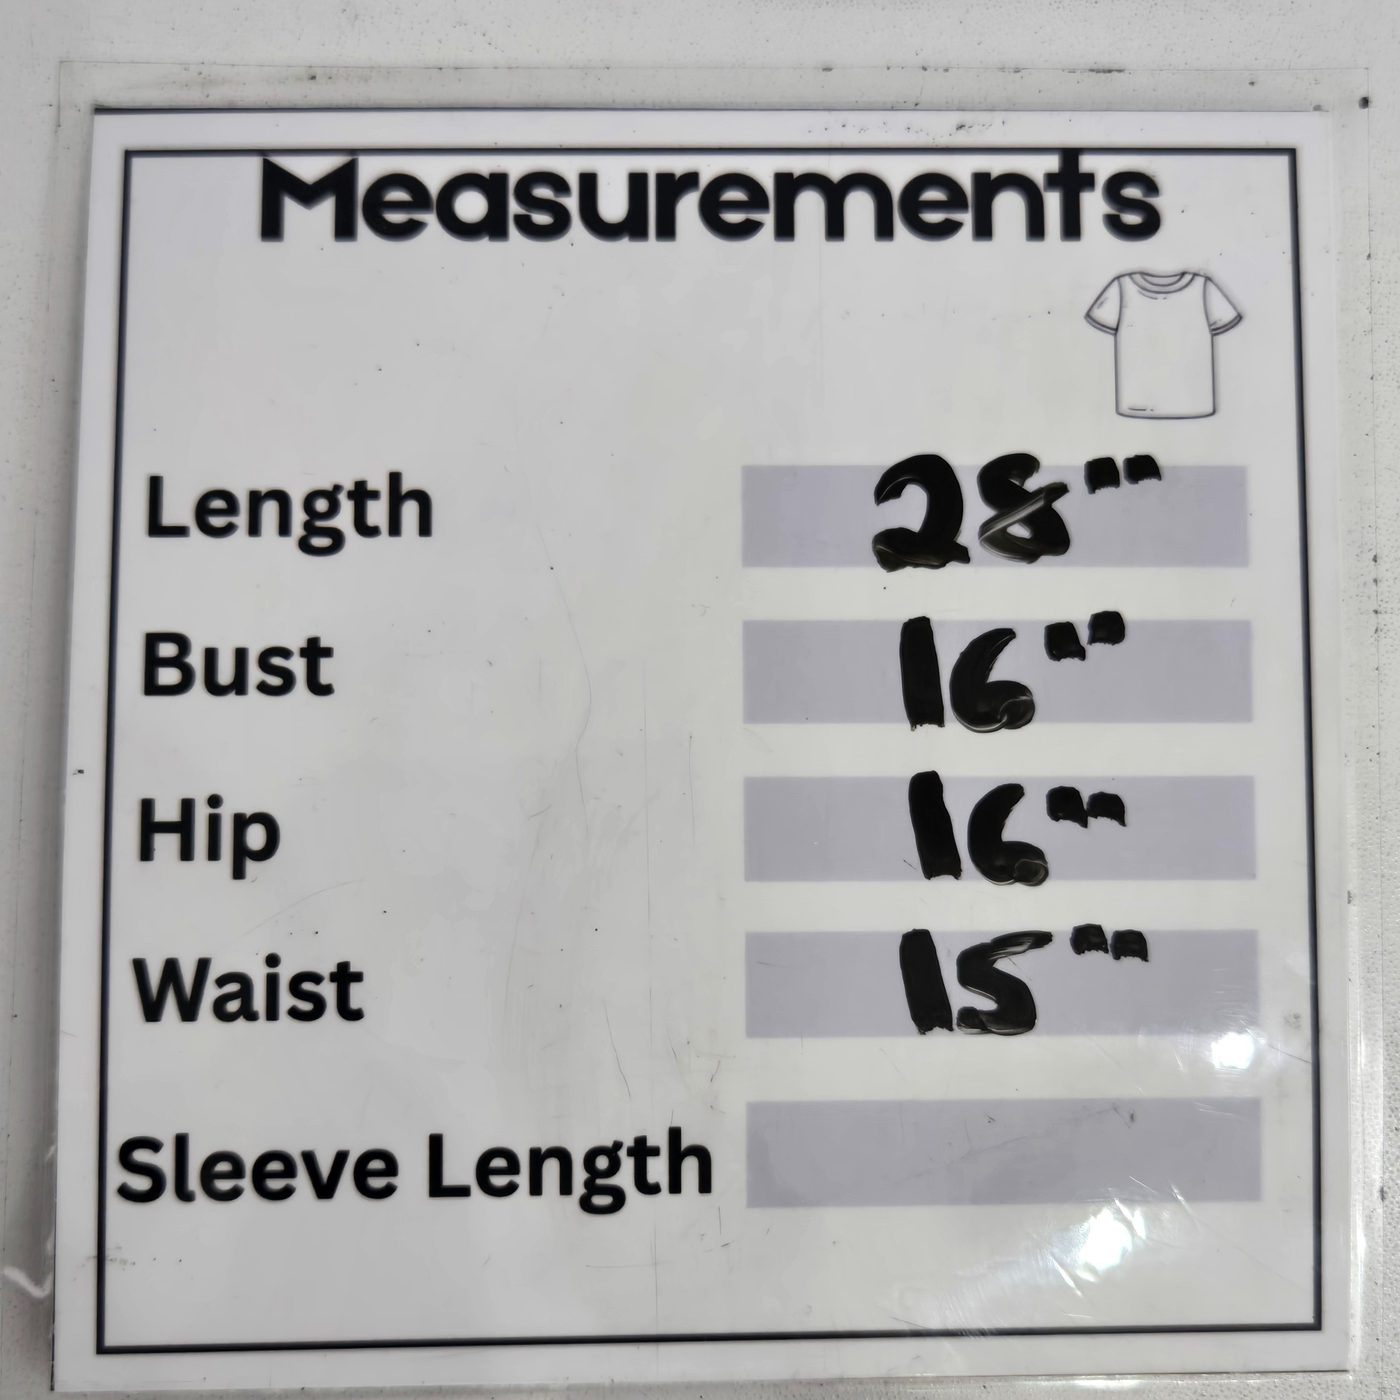 Measurements
Length 28""
Bust 16""
Hip 16""
Waist 15""
Sleeve Length